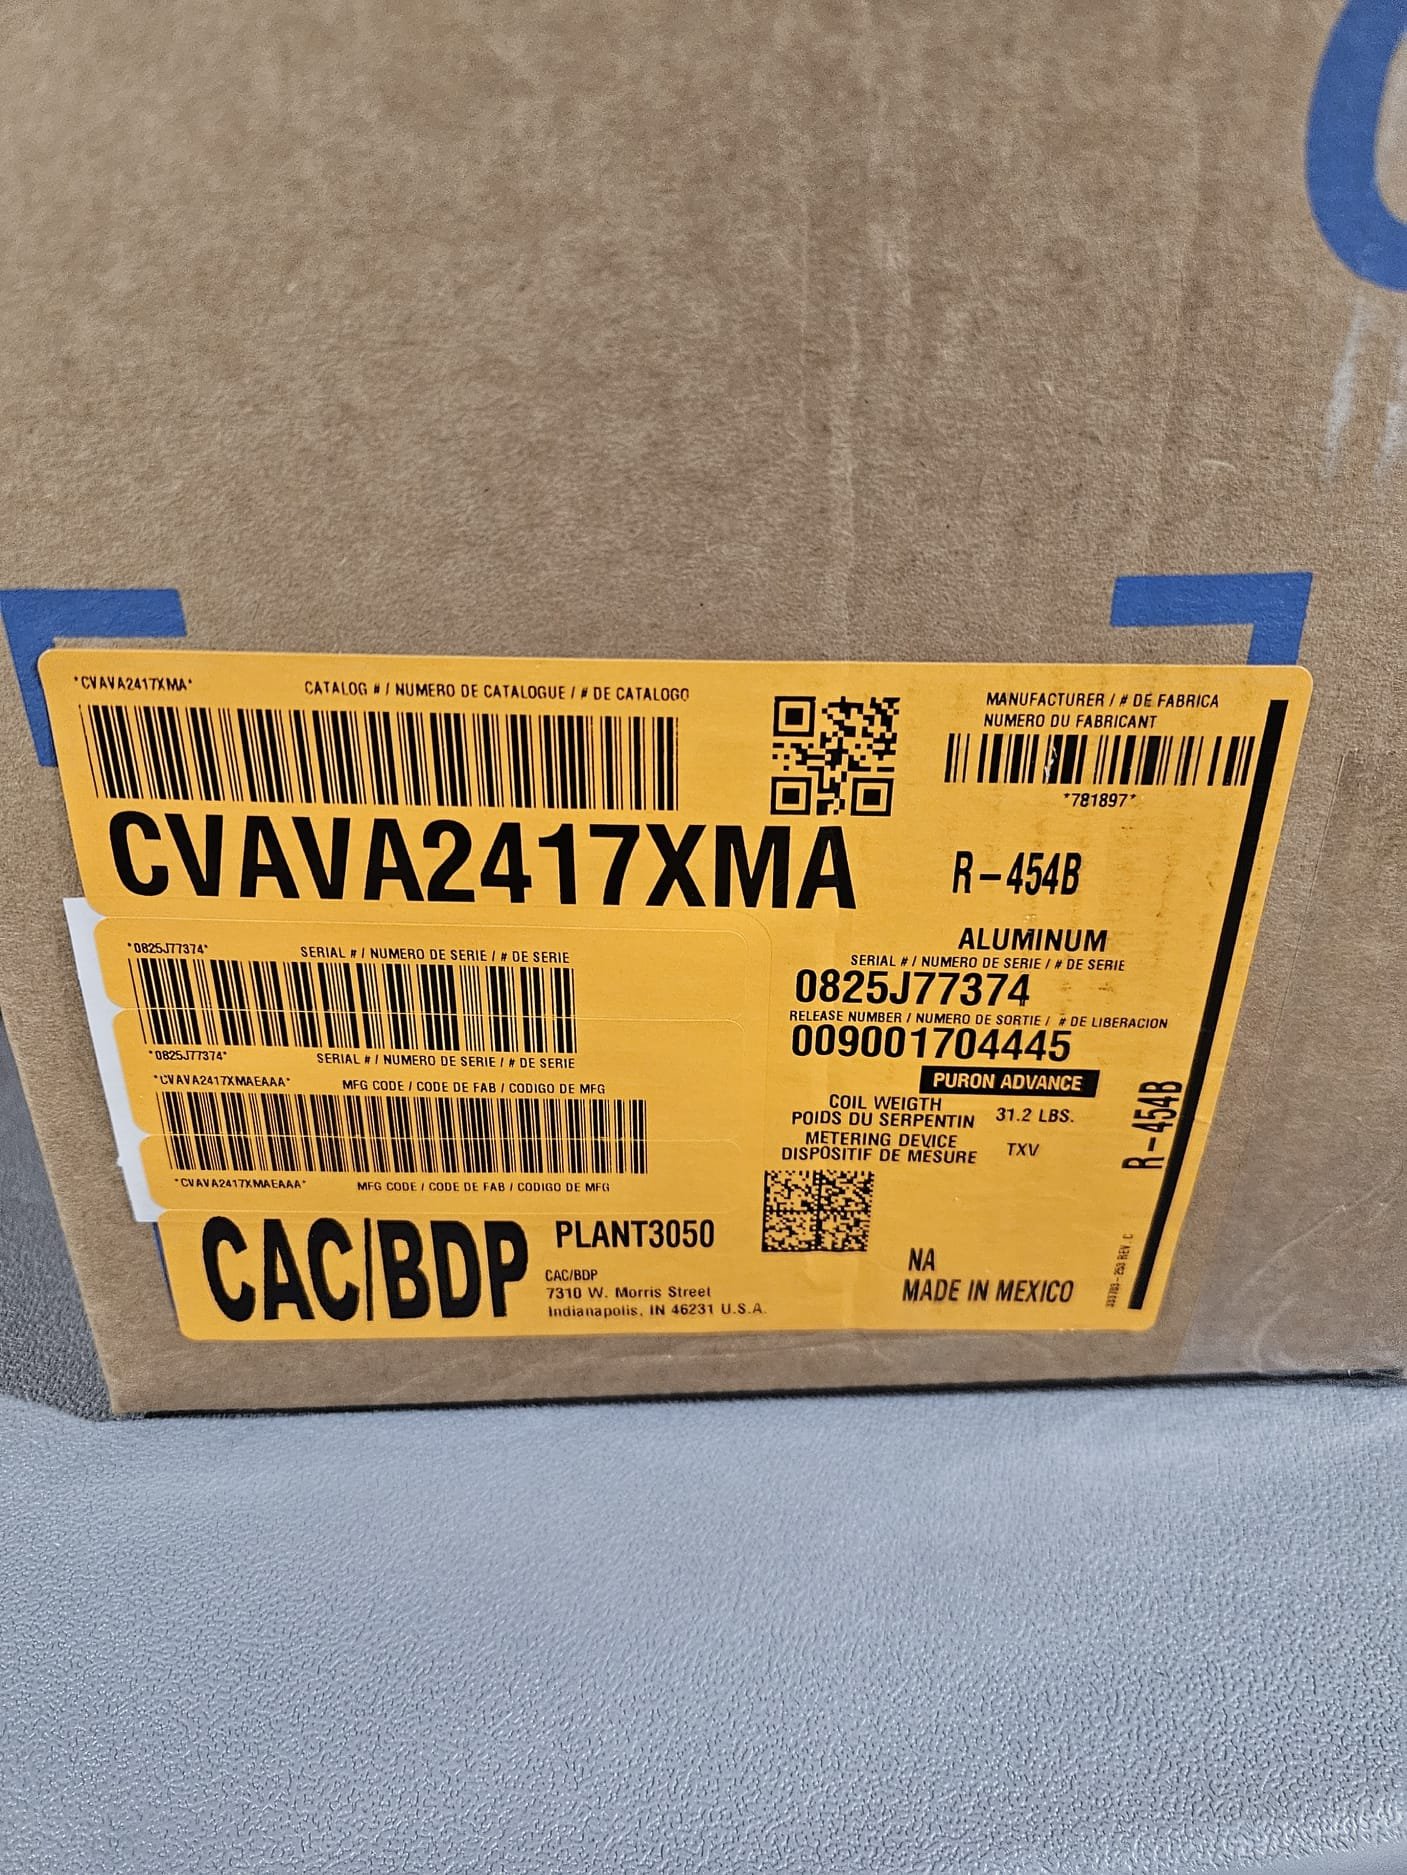 *CVAVA2417XMA*
CATALOG # / NUMERO DE CATALOGUE / # DE CATALOGO
CVAVA2417XMA
MANUFACTURER / # DE FABRICA
NUMERO DU FABRICANT
*781897*
R-454B
ALUMINUM
*0825J77374*
SERIAL # / NUMERO DE SERIE / # DE SERIE
*0825J77374*
SERIAL # / NUMERO DE SERIE / # DE SERIE
*CVAVA2417XMAEAAA*
MFG CODE / CODE DE FAB / CODIGO DE MFG
*CVAVA2417XMAEAAA*
MFG CODE / CODE DE FAB / CODIGO DE MFG
SERIAL # / NUMERO DE SERIE / # DE SERIE
0825J77374
RELEASE NUMBER / NUMERO DE SORTIE / # DE LIBERACION
009001704445
PURON ADVANCE
COIL WEIGTH
POIDS DU SERPENTIN 31.2 LBS.
METERING DEVICE
DISPOSITIF DE MESURE TXV
R-454B
CAC/BDP
PLANT3050
CAC/BDP
7310 W. Morris Street
Indianapolis, IN 46231 U.S.A.
NA
MADE IN MEXICO